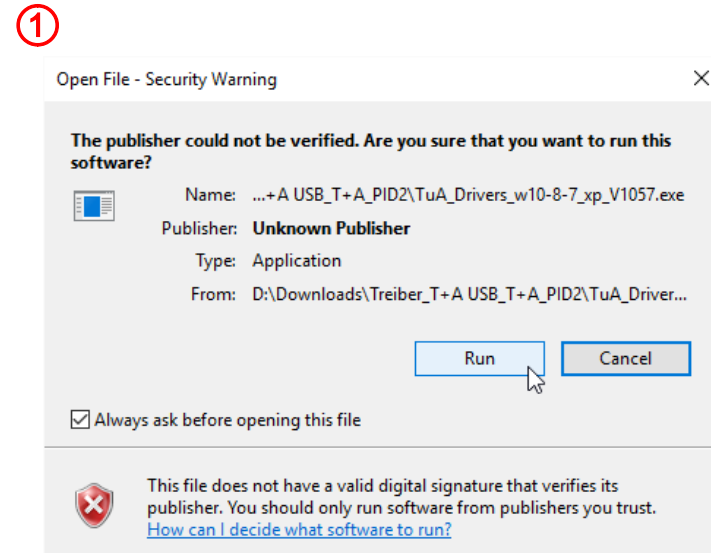 ①
Open File - Security Warning
The publisher could not be verified. Are you sure that you want to run this
software?
Name: ...+A USB_T+A_PID2\TuA_Drivers_w10-8-7_xp_V1057.exe
Publisher: Unknown Publisher
Type: Application
From: D:\Downloads\Treiber_T+A USB_T+A_PID2\TuA_Driver...
Run Cancel
Always ask before opening this file
This file does not have a valid digital signature that verifies its
publisher. You should only run software from publishers you trust.
How can I decide what software to run?